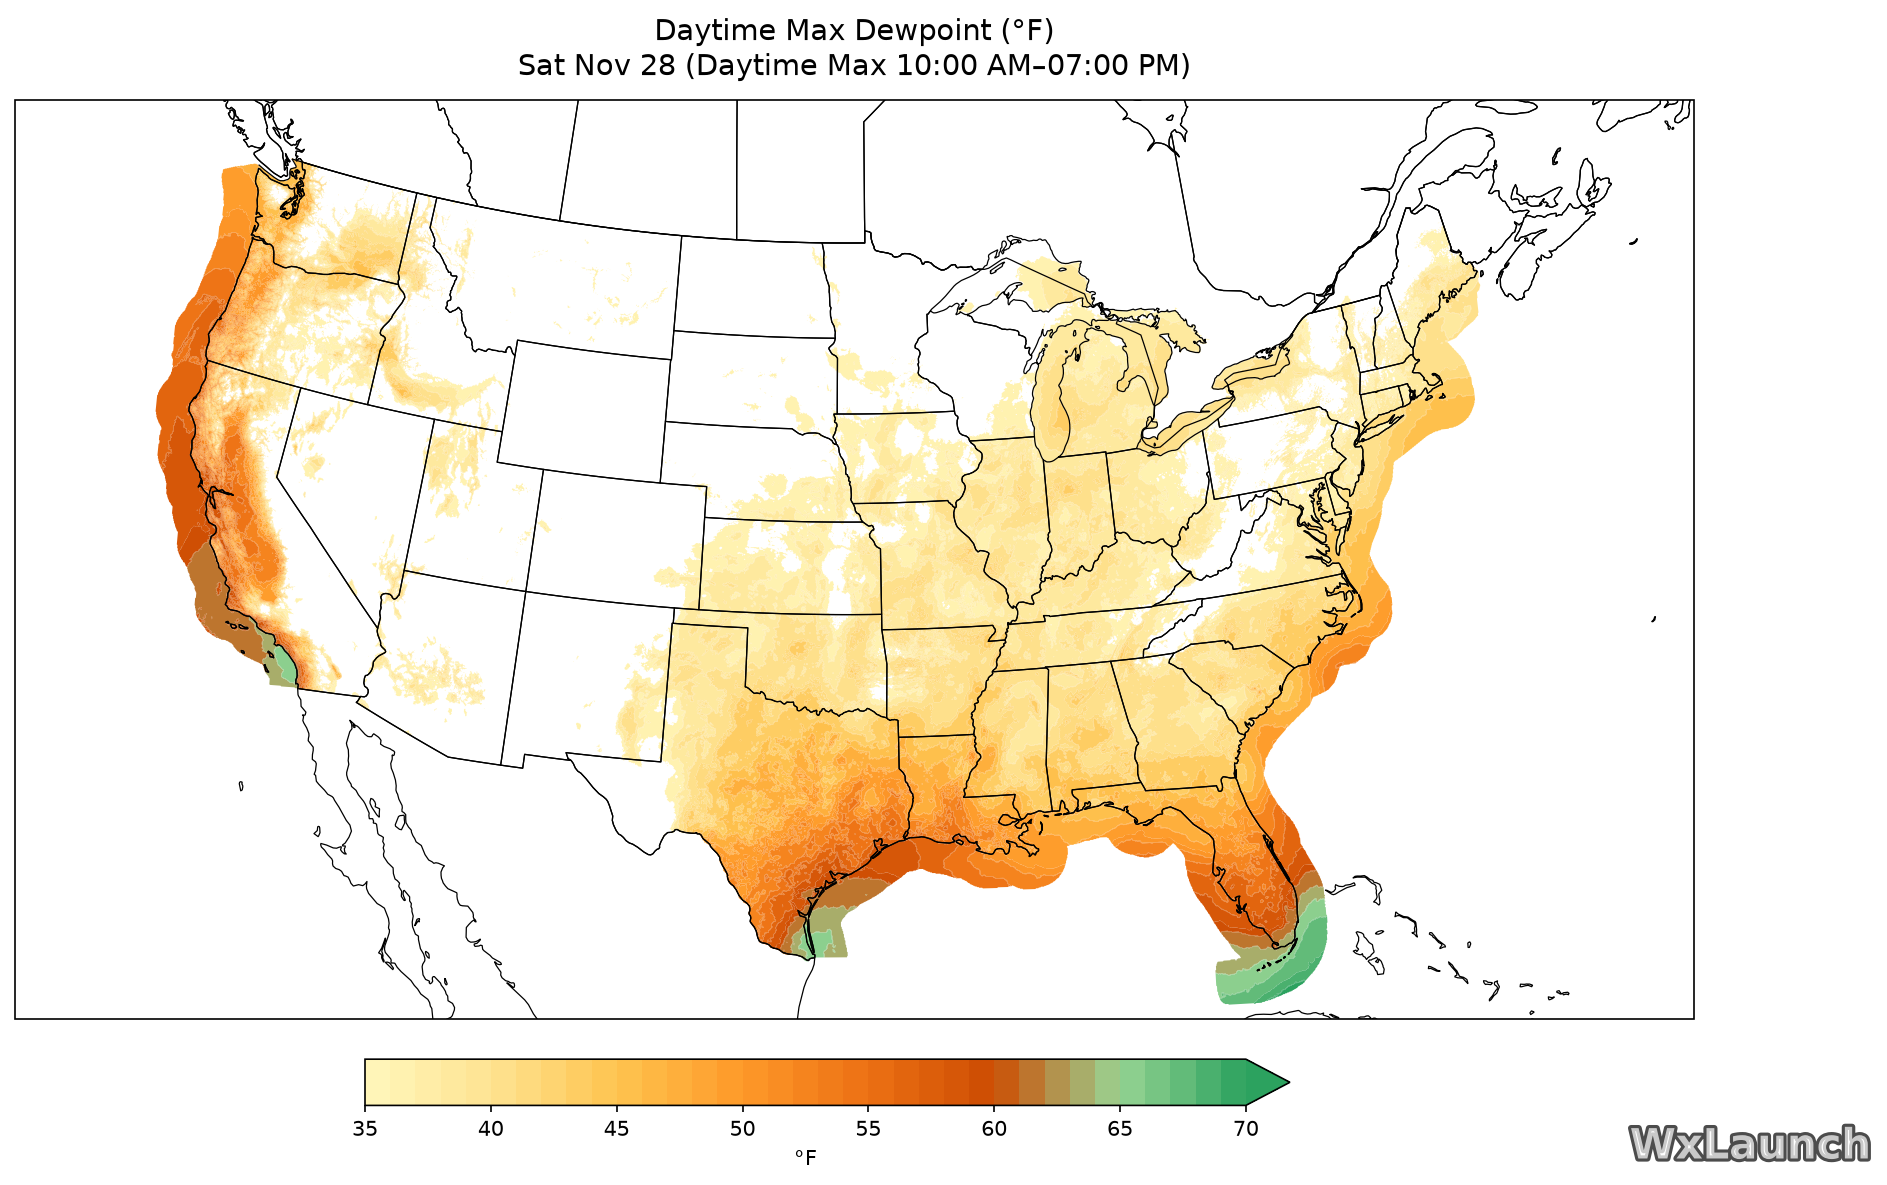 Daytime Max Dewpoint (°F)
Sat Nov 28 (Daytime Max 10:00 AM–07:00 PM)
35 40 45 50 55 60 65 70
°F
WxLaunch